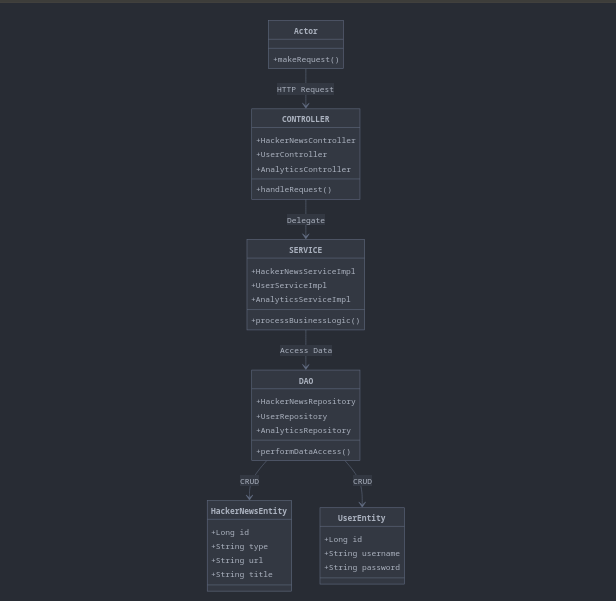 Actor
+makeRequest()
HTTP Request
CONTROLLER
+HackerNewsController
+UserController
+AnalyticsController
+handleRequest()
Delegate
SERVICE
+HackerNewsServiceImpl
+UserServiceImpl
+AnalyticsServiceImpl
+processBusinessLogic()
Access Data
DAO
+HackerNewsRepository
+UserRepository
+AnalyticsRepository
+performDataAccess()
CRUD
CRUD
HackerNewsEntity
+Long id
+String type
+String url
+String title
UserEntity
+Long id
+String username
+String password